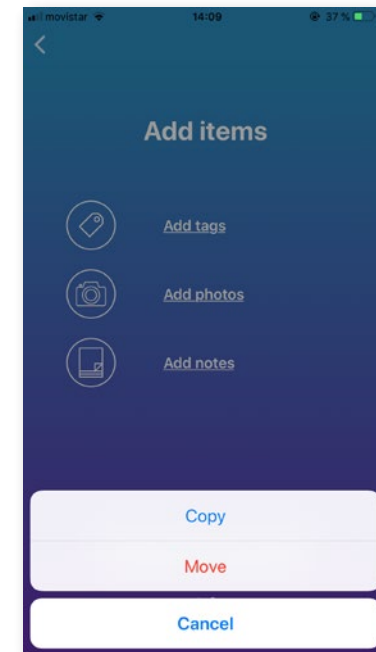 movistar 14:09 37 %
Add items
Add tags
Add photos
Add notes
Copy
Move
Cancel